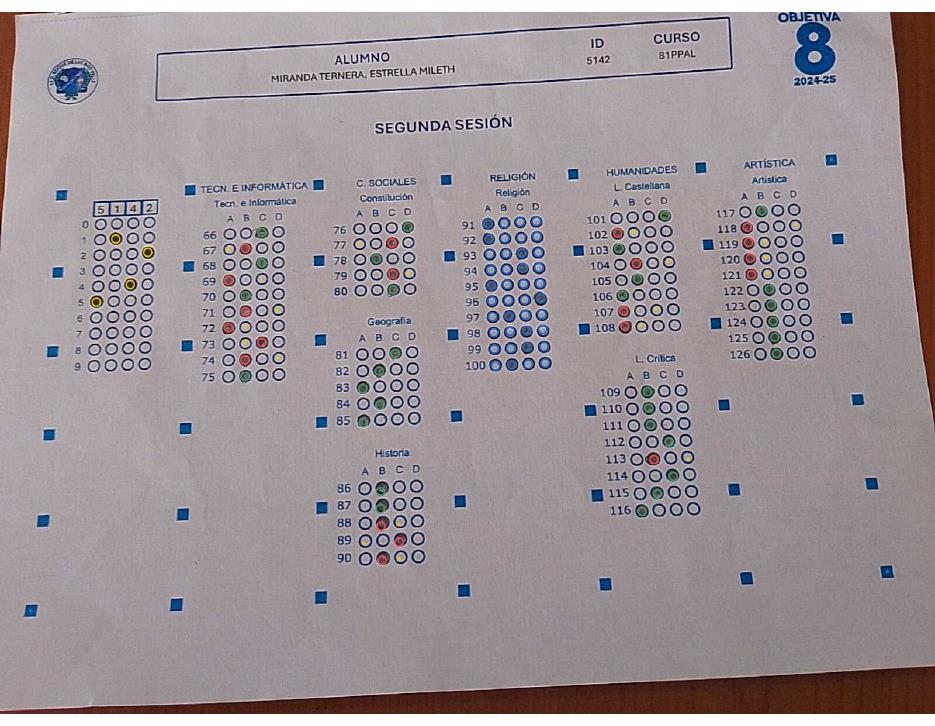 OBJETIVA
8
2024-25
ALUMNO
MIRANDA TERNERA, ESTRELLA MILETH
ID
5142
CURSO
81PPAL
SEGUNDA SESIÓN
5 1 4 2
0
1
2
3
4
5
6
7
8
9
TECN. E INFORMÁTICA
Tecn. e Informática
A B C D
66
67
68
69
70
71
72
73
74
75
C. SOCIALES
Constitución
A B C D
76
77
78
79
80
Geografía
A B C D
81
82
83
84
85
Historia
A B C D
86
87
88
89
90
RELIGIÓN
Religión
A B C D
91
92
93
94
95
96
97
98
99
100
HUMANIDADES
L. Castellana
A B C D
101
102
103
104
105
106
107
108
L. Crítica
A B C D
109
110
111
112
113
114
115
116
ARTÍSTICA
Artística
A B C D
117
118
119
120
121
122
123
124
125
126